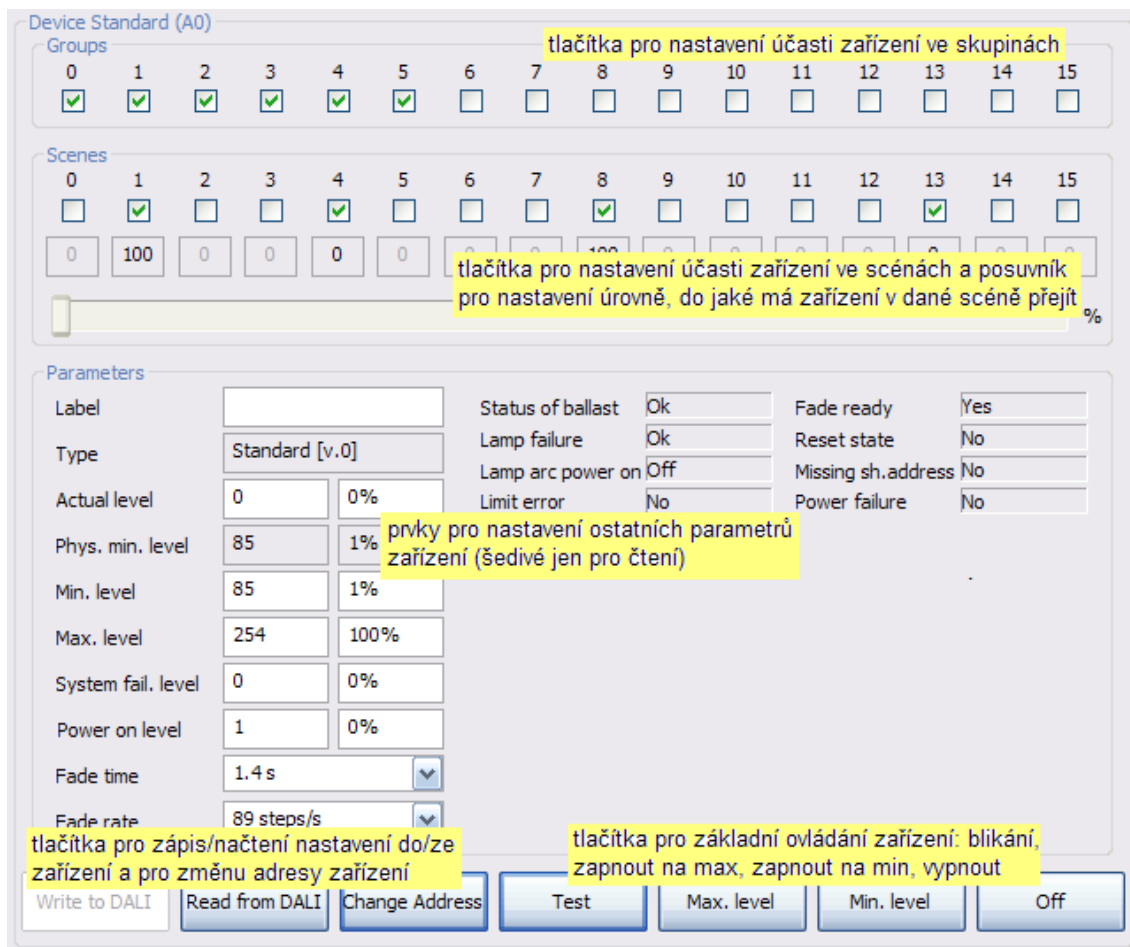 Device Standard (A0)
Groups
tlačítka pro nastavení účasti zařízení ve skupinách
0 1 2 3 4 5 6 7 8 9 10 11 12 13 14 15
Scenes
0 1 2 3 4 5 6 7 8 9 10 11 12 13 14 15
0 100 0 0 0 0
tlačítka pro nastavení účasti zařízení ve scénách a posuvník
pro nastavení úrovně, do jaké má zařízení v dané scéně přejít
%
Parameters
Label
Type Standard [v.0]
Actual level 0 0%
Phys. min. level 85 1%
Min. level 85 1%
Max. level 254 100%
System fail. level 0 0%
Power on level 1 0%
Fade time 1.4 s
Fade rate 89 steps/s
Status of ballast Ok
Lamp failure Ok
Lamp arc power on Off
Limit error No
Fade ready Yes
Reset state No
Missing sh.address No
Power failure No
prvky pro nastavení ostatních parametrů
zařízení (šedivé jen pro čtení)
tlačítka pro zápis/načtení nastavení do/ze
zařízení a pro změnu adresy zařízení
tlačítka pro základní ovládání zařízení: blikání,
zapnout na max, zapnout na min, vypnout
Write to DALI Read from DALI Change Address Test Max. level Min. level Off